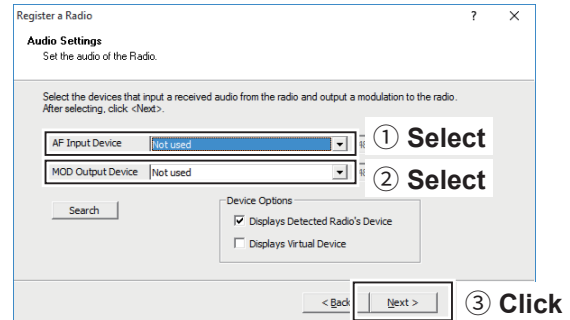 Register a Radio ? ×
Audio Settings
Set the audio of the Radio.
Select the devices that input a received audio from the radio and output a modulation to the radio.
After selecting, click <Next>.
AF Input Device Not used ① Select
MOD Output Device Not used ② Select
Search
Device Options
Displays Detected Radio's Device
Displays Virtual Device
< Back Next > ③ Click